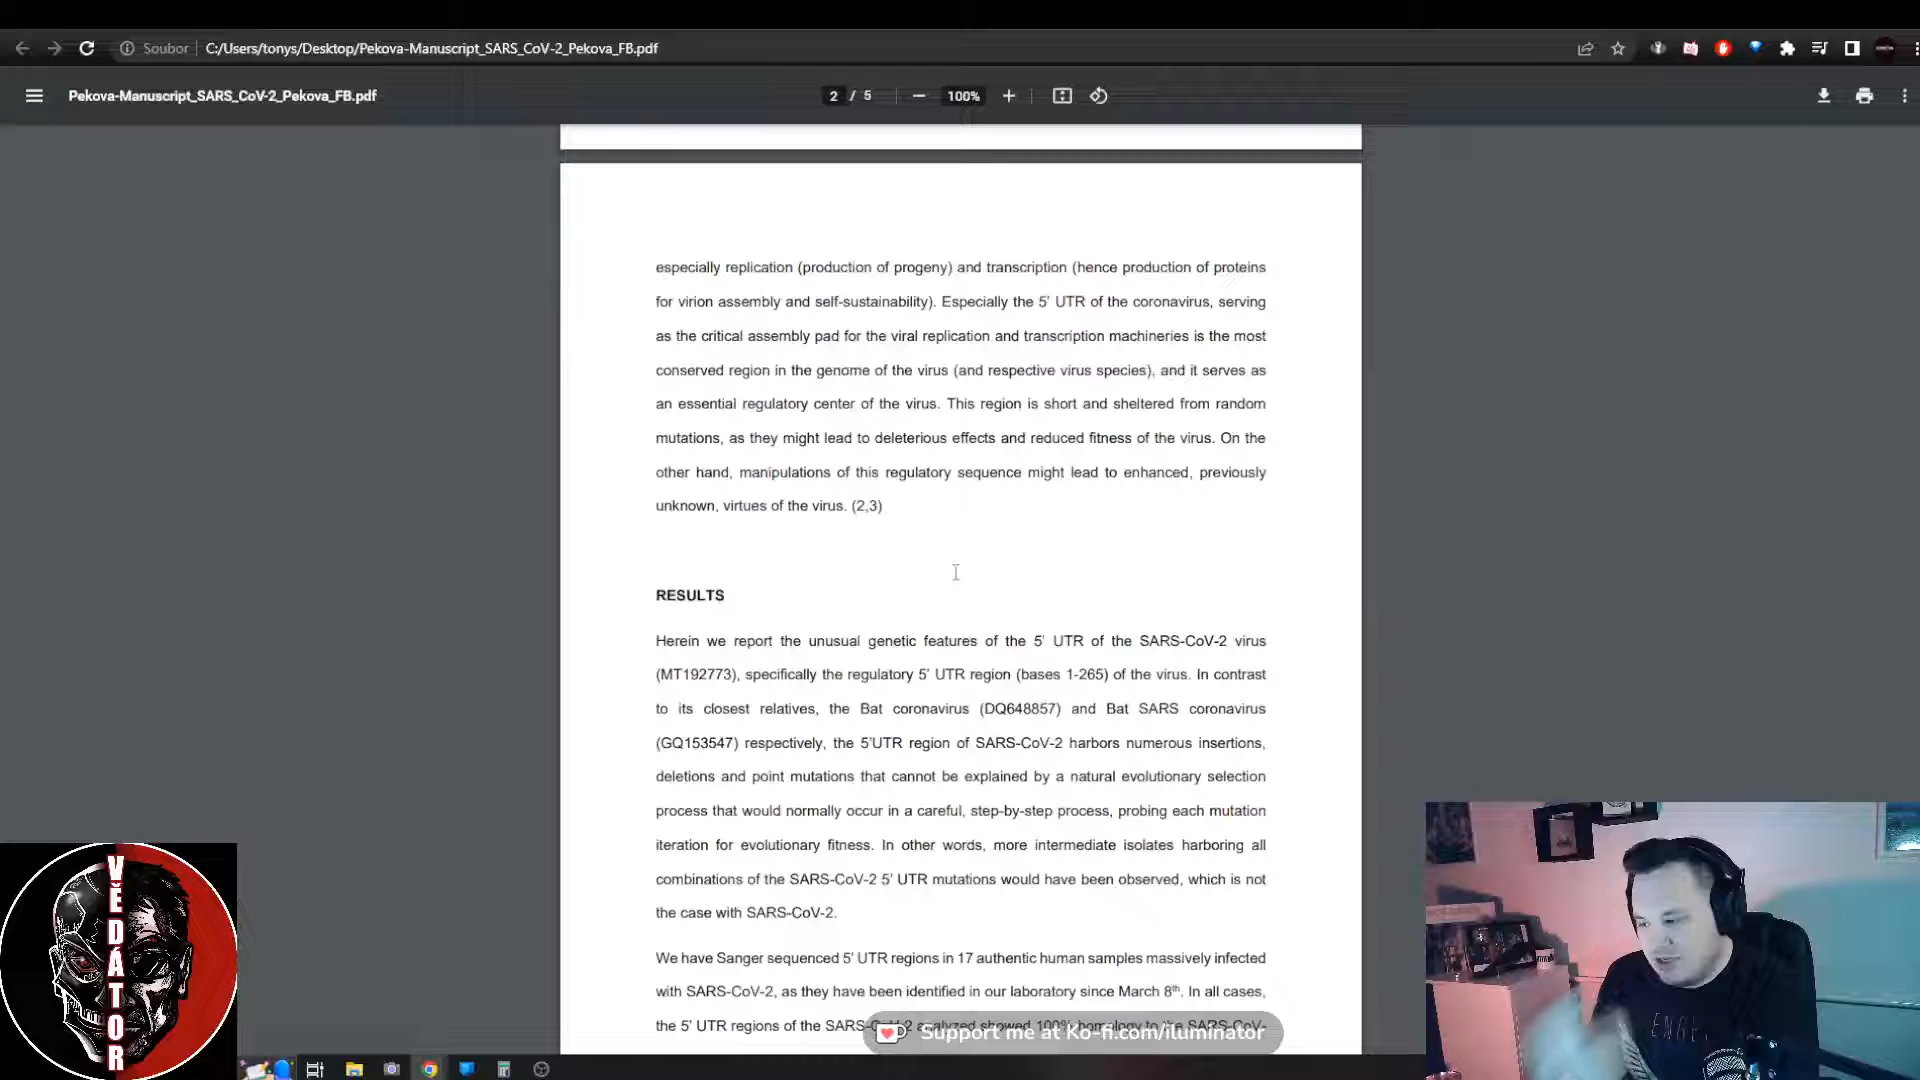 Soubor
C:/Users/tonys/Desktop/Pekova-Manuscript_SARS_CoV-2_Pekova_FB.pdf
Pekova-Manuscript_SARS_CoV-2_Pekova_FB.pdf
2 / 5
100%
especially replication (production of progeny) and transcription (hence production of proteins
for virion assembly and self-sustainability). Especially the 5' UTR of the coronavirus, serving
as the critical assembly pad for the viral replication and transcription machineries is the most
conserved region in the genome of the virus (and respective virus species), and it serves as
an essential regulatory center of the virus. This region is short and sheltered from random
mutations, as they might lead to deleterious effects and reduced fitness of the virus. On the
other hand, manipulations of this regulatory sequence might lead to enhanced, previously
unknown, virtues of the virus. (2,3)
RESULTS
Herein we report the unusual genetic features of the 5' UTR of the SARS-CoV-2 virus
(MT192773), specifically the regulatory 5' UTR region (bases 1-265) of the virus. In contrast
to its closest relatives, the Bat coronavirus (DQ648857) and Bat SARS coronavirus
(GQ153547) respectively, the 5'UTR region of SARS-CoV-2 harbors numerous insertions,
deletions and point mutations that cannot be explained by a natural evolutionary selection
process that would normally occur in a careful, step-by-step process, probing each mutation
iteration for evolutionary fitness. In other words, more intermediate isolates harboring all
combinations of the SARS-CoV-2 5' UTR mutations would have been observed, which is not
the case with SARS-CoV-2.
We have Sanger sequenced 5' UTR regions in 17 authentic human samples massively infected
with SARS-CoV-2, as they have been identified in our laboratory since March 8th. In all cases,
the 5' UTR regions of the SARS-CoV-2 analyzed showed 100% homology to the SARS-CoV-
Support me at Ko-fi.com/iluminator
VĚDÁTOR